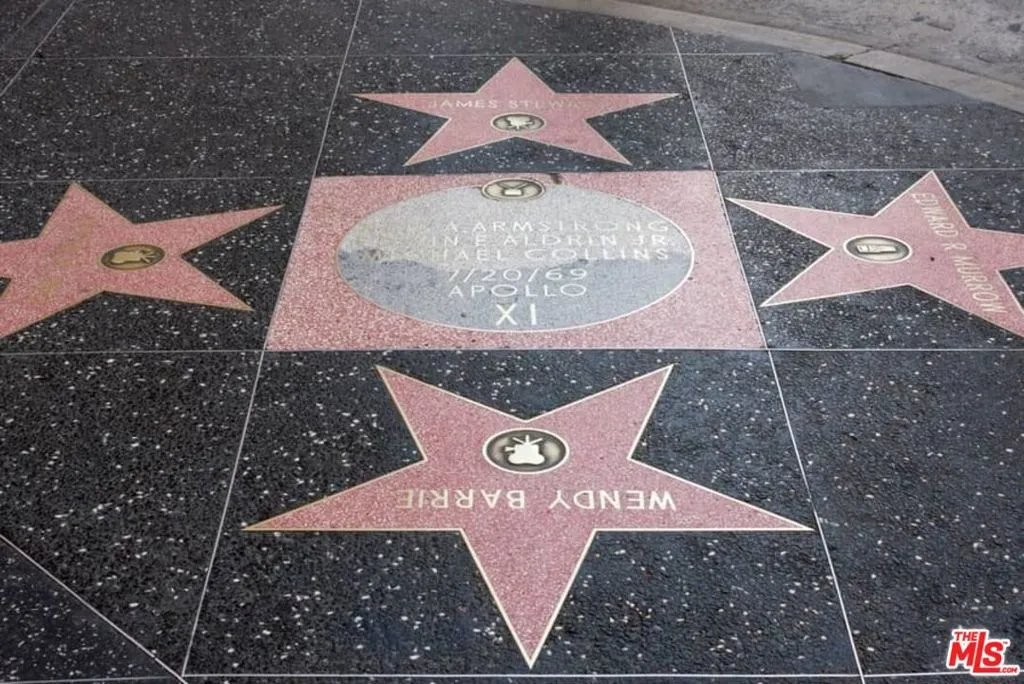 JAMES STEWA
A. ARMSTRONG
IN E ALDRIN JR
HAEL COLLINS
7/20/69
APOLLO
XI
EDWARD R MURROW
WENDY BARRIE
THE
MLS
.COM